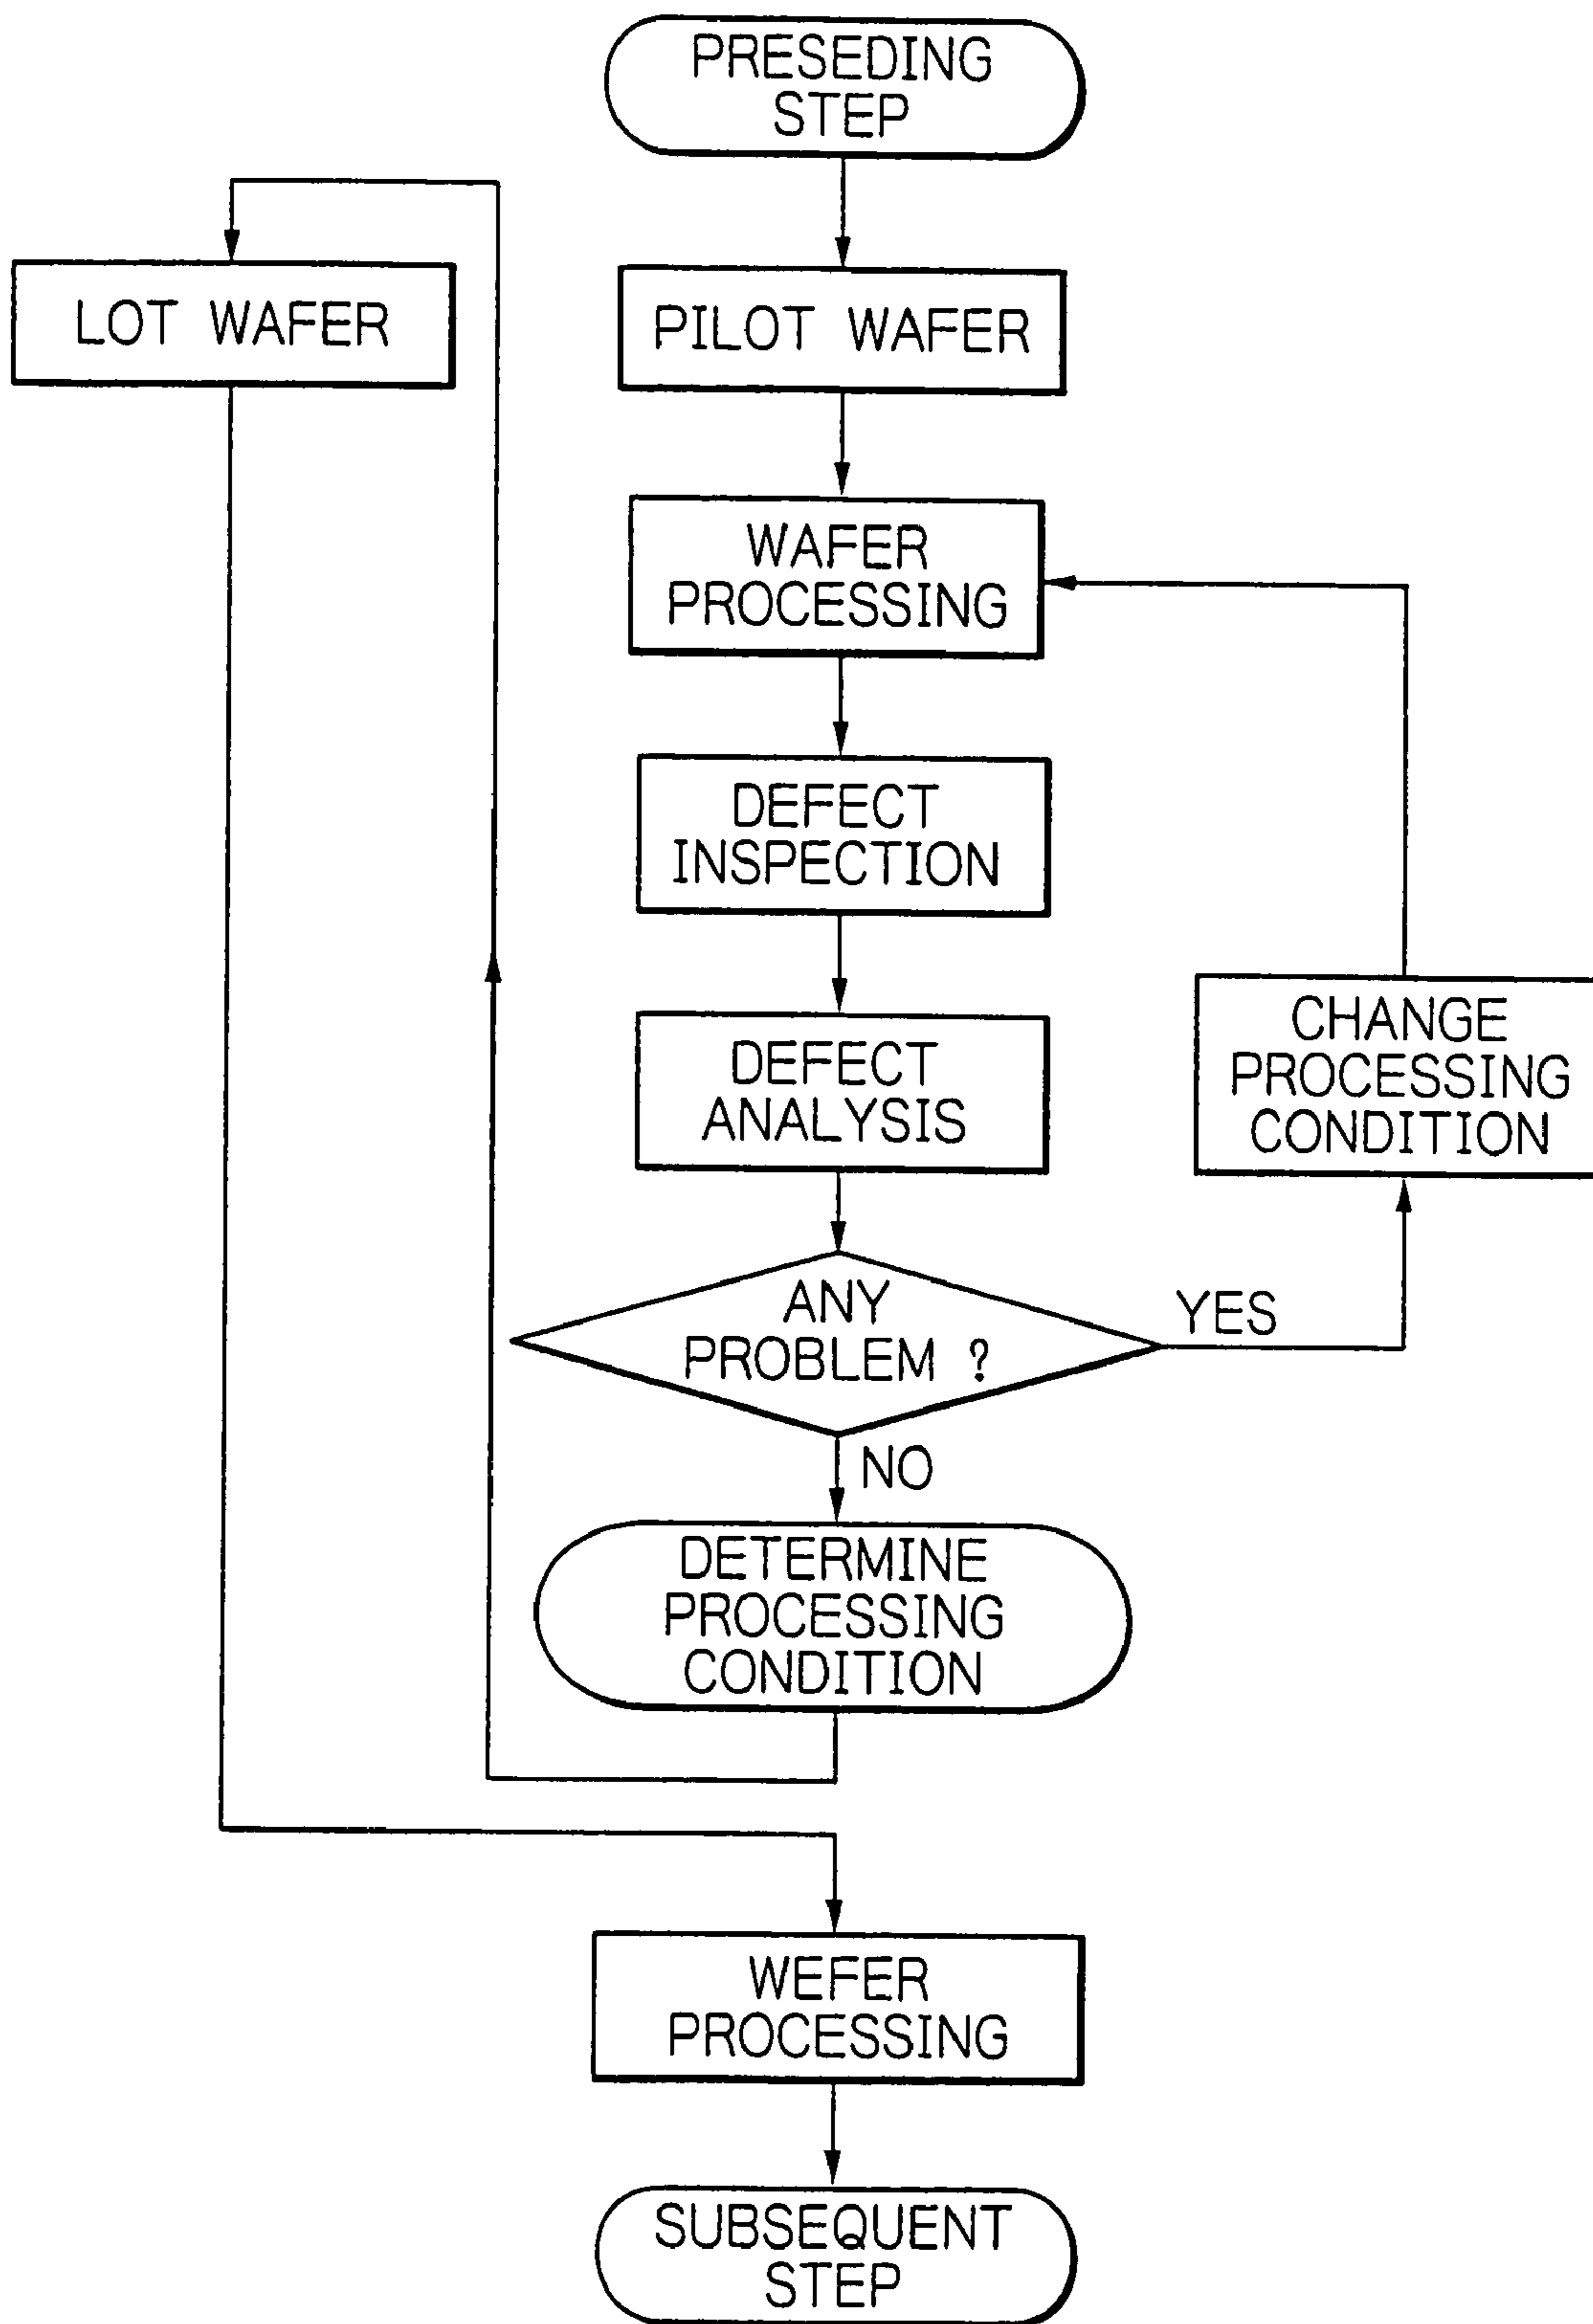 PRESEDING
STEP
LOT WAFER
PILOT WAFER
WAFER
PROCESSING
DEFECT
INSPECTION
DEFECT
ANALYSIS
CHANGE
PROCESSING
CONDITION
ANY
PROBLEM ?
YES
NO
DETERMINE
PROCESSING
CONDITION
WEFER
PROCESSING
SUBSEQUENT
STEP